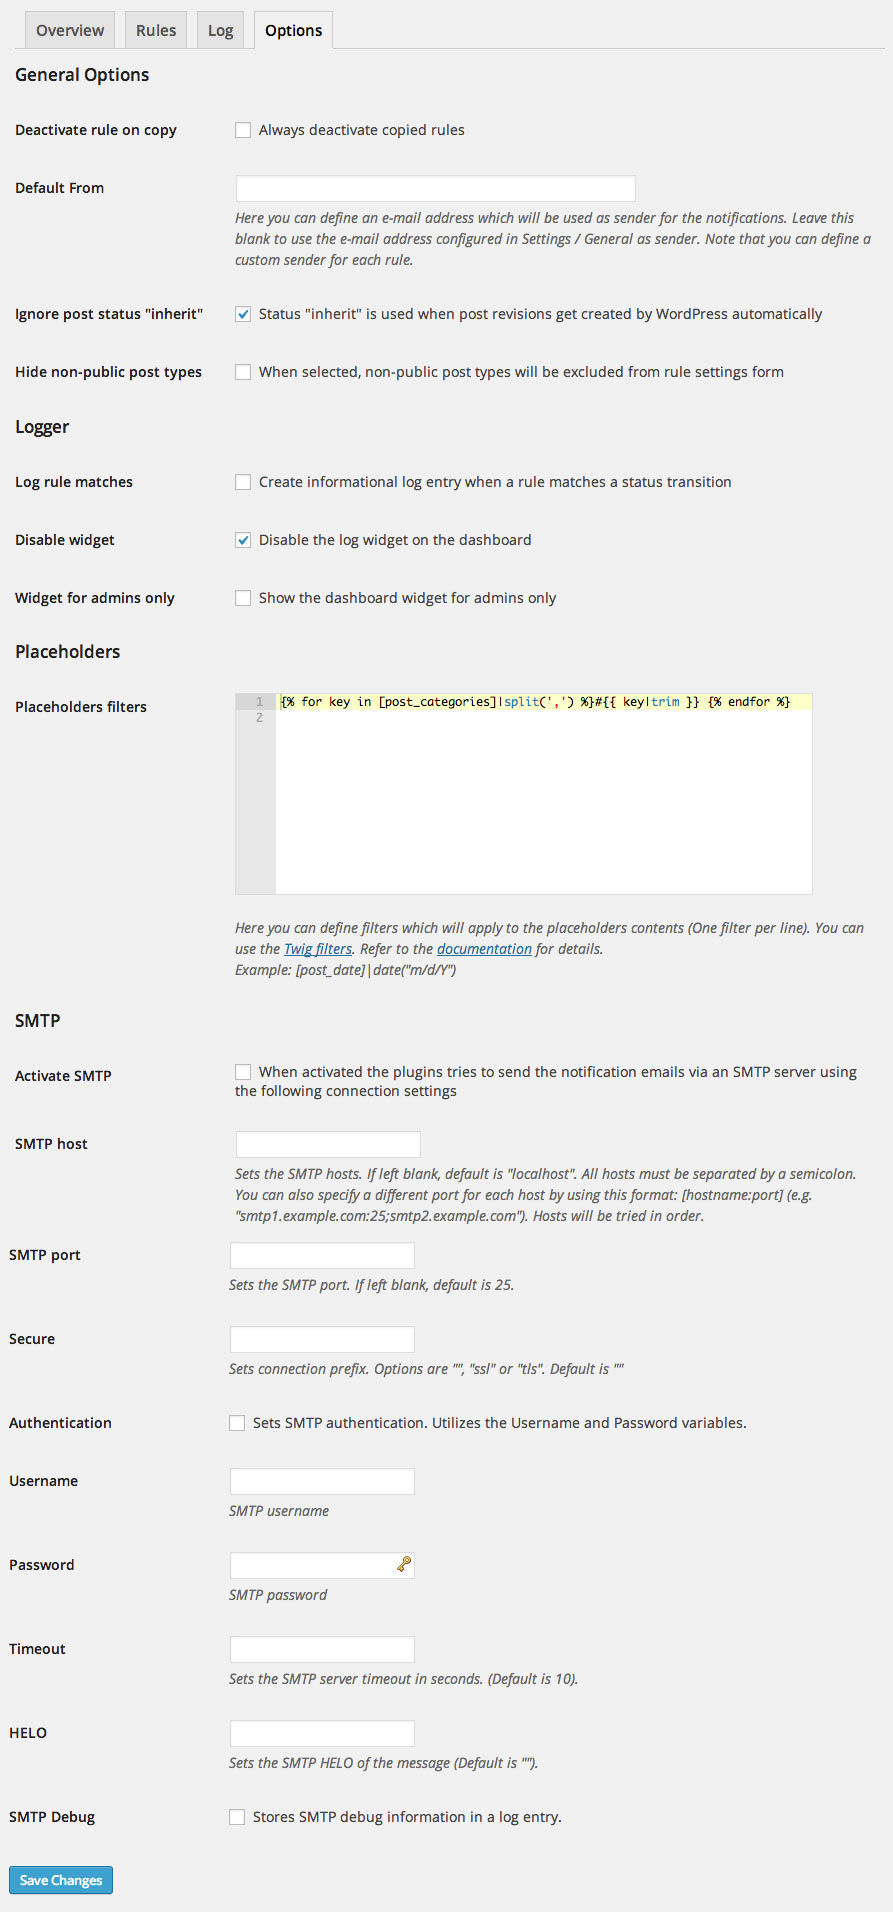 Overview Rules Log Options
General Options
Deactivate rule on copy Always deactivate copied rules
Default From
Here you can define an e-mail address which will be used as sender for the notifications. Leave this
blank to use the e-mail address configured in Settings / General as sender. Note that you can define a
custom sender for each rule.
Ignore post status "inherit" Status "inherit" is used when post revisions get created by WordPress automatically
Hide non-public post types When selected, non-public post types will be excluded from rule settings form
Logger
Log rule matches Create informational log entry when a rule matches a status transition
Disable widget Disable the log widget on the dashboard
Widget for admins only Show the dashboard widget for admins only
Placeholders
Placeholders filters
1 {% for key in [post_categories]|split(',') %}#{{ key|trim }} {% endfor %}
2
Here you can define filters which will apply to the placeholders contents (One filter per line). You can
use the Twig filters. Refer to the documentation for details.
Example: [post_date]|date("m/d/Y")
SMTP
Activate SMTP When activated the plugins tries to send the notification emails via an SMTP server using
the following connection settings
SMTP host
Sets the SMTP hosts. If left blank, default is "localhost". All hosts must be separated by a semicolon.
You can also specify a different port for each host by using this format: [hostname:port] (e.g.
"smtp1.example.com:25;smtp2.example.com"). Hosts will be tried in order.
SMTP port
Sets the SMTP port. If left blank, default is 25.
Secure
Sets connection prefix. Options are "", "ssl" or "tls". Default is ""
Authentication Sets SMTP authentication. Utilizes the Username and Password variables.
Username
SMTP username
Password
SMTP password
Timeout
Sets the SMTP server timeout in seconds. (Default is 10).
HELO
Sets the SMTP HELO of the message (Default is "").
SMTP Debug Stores SMTP debug information in a log entry.
Save Changes